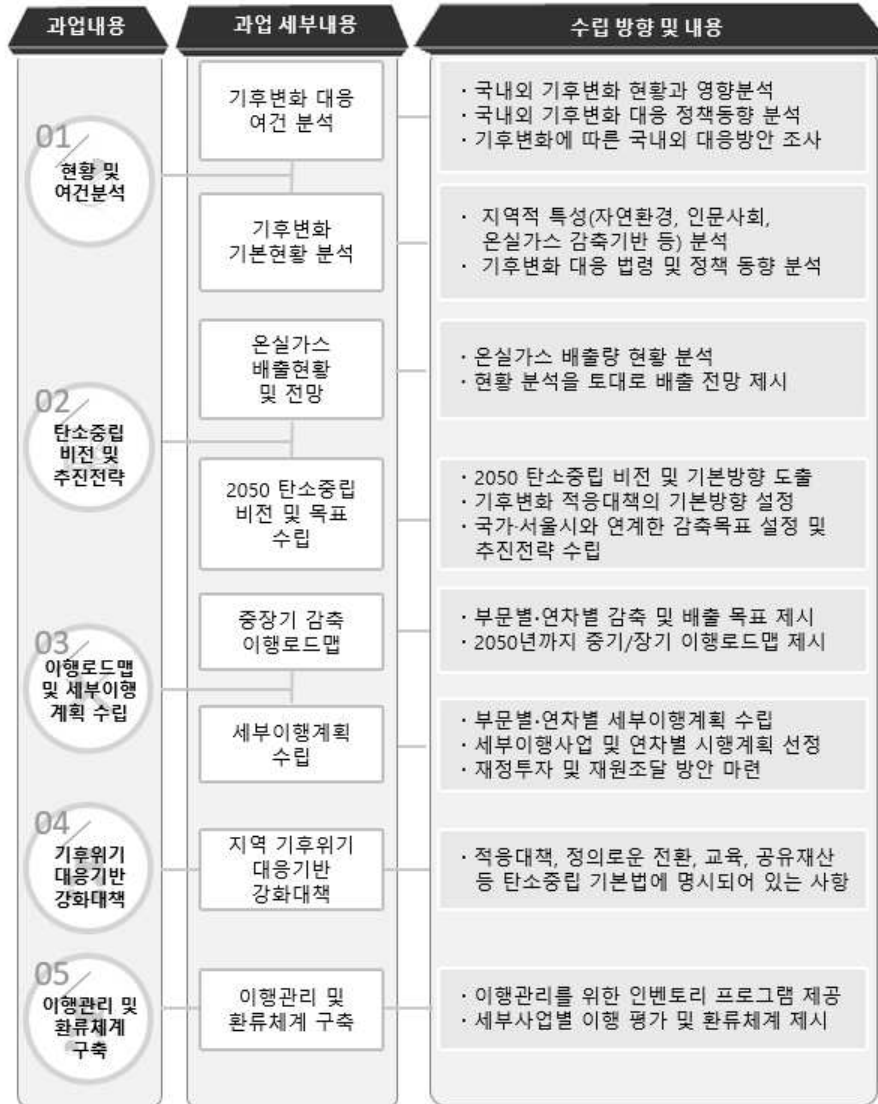 과업내용
과업 세부내용
수립 방향 및 내용
01
현황 및
여건분석
기후변화 대응
여건 분석
· 국내외 기후변화 현황과 영향분석
· 국내외 기후변화 대응 정책동향 분석
· 기후변화에 따른 국내외 대응방안 조사
기후변화
기본현황 분석
· 지역적 특성(자연환경, 인문사회,
온실가스 감축기반 등) 분석
· 기후변화 대응 법령 및 정책 동향 분석
02
탄소중립
비전 및
추진전략
온실가스
배출현황
및 전망
· 온실가스 배출량 현황 분석
· 현황 분석을 토대로 배출 전망 제시
2050 탄소중립
비전 및 목표
수립
· 2050 탄소중립 비전 및 기본방향 도출
· 기후변화 적응대책의 기본방향 설정
· 국가·서울시와 연계한 감축목표 설정 및
추진전략 수립
03
이행로드맵
및 세부이행
계획 수립
중장기 감축
이행로드맵
· 부문별·연차별 감축 및 배출 목표 제시
· 2050년까지 중기/장기 이행로드맵 제시
세부이행계획
수립
· 부문별·연차별 세부이행계획 수립
· 세부이행사업 및 연차별 시행계획 선정
· 재정투자 및 재원조달 방안 마련
04
기후위기
대응기반
강화대책
지역 기후위기
대응기반
강화대책
· 적응대책, 정의로운 전환, 교육, 공유재산
등 탄소중립 기본법에 명시되어 있는 사항
05
이행관리 및
환류체계
구축
이행관리 및
환류체계 구축
· 이행관리를 위한 인벤토리 프로그램 제공
· 세부사업별 이행 평가 및 환류체계 제시